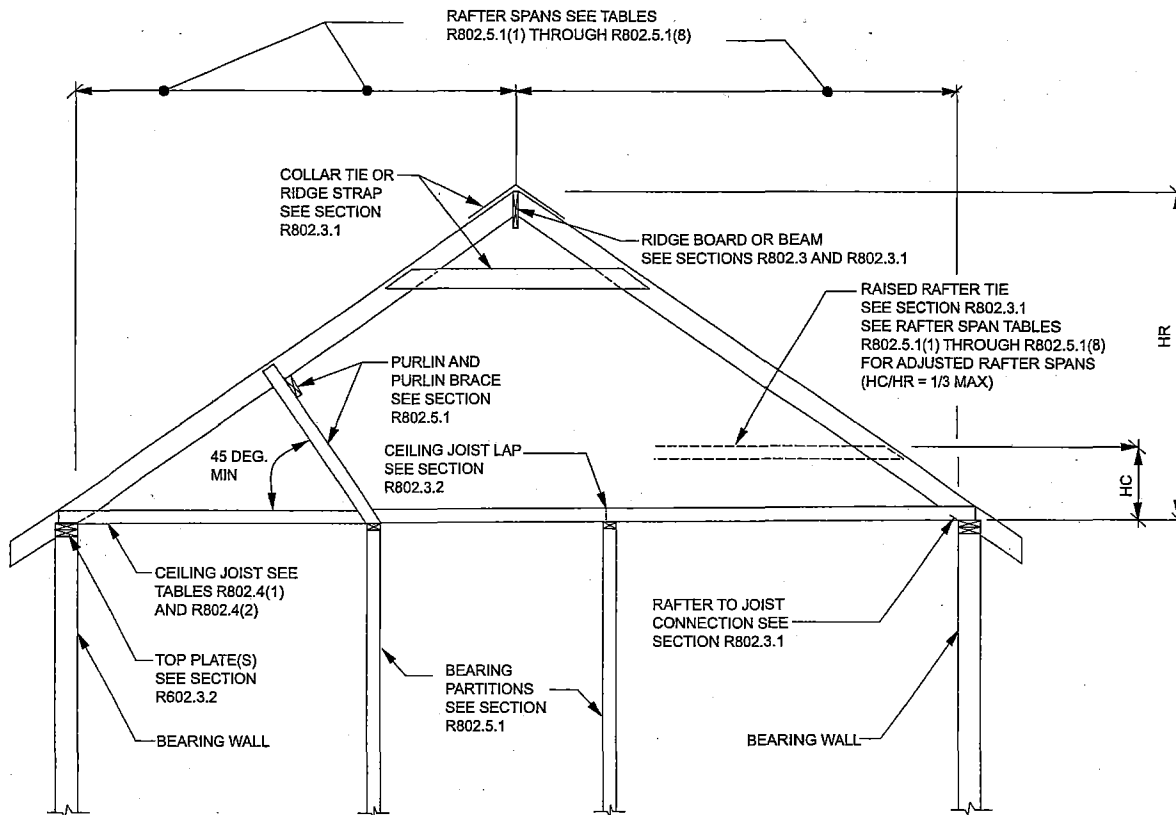 RAFTER SPANS SEE TABLES
R802.5.1(1) THROUGH R802.5.1(8)
COLLAR TIE OR
RIDGE STRAP
SEE SECTION
R802.3.1
RIDGE BOARD OR BEAM
SEE SECTIONS R802.3 AND R802.3.1
RAISED RAFTER TIE
SEE SECTION R802.3.1
SEE RAFTER SPAN TABLES
R802.5.1(1) THROUGH R802.5.1(8)
FOR ADJUSTED RAFTER SPANS
(HC/HR = 1/3 MAX)
HR
PURLIN AND
PURLIN BRACE
SEE SECTION
R802.5.1
45 DEG.
MIN
CEILING JOIST LAP
SEE SECTION
R802.3.2
HC
CEILING JOIST SEE
TABLES R802.4(1)
AND R802.4(2)
RAFTER TO JOIST
CONNECTION SEE
SECTION R802.3.1
TOP PLATE(S)
SEE SECTION
R602.3.2
BEARING
PARTITIONS
SEE SECTION
R802.5.1
BEARING WALL
BEARING WALL